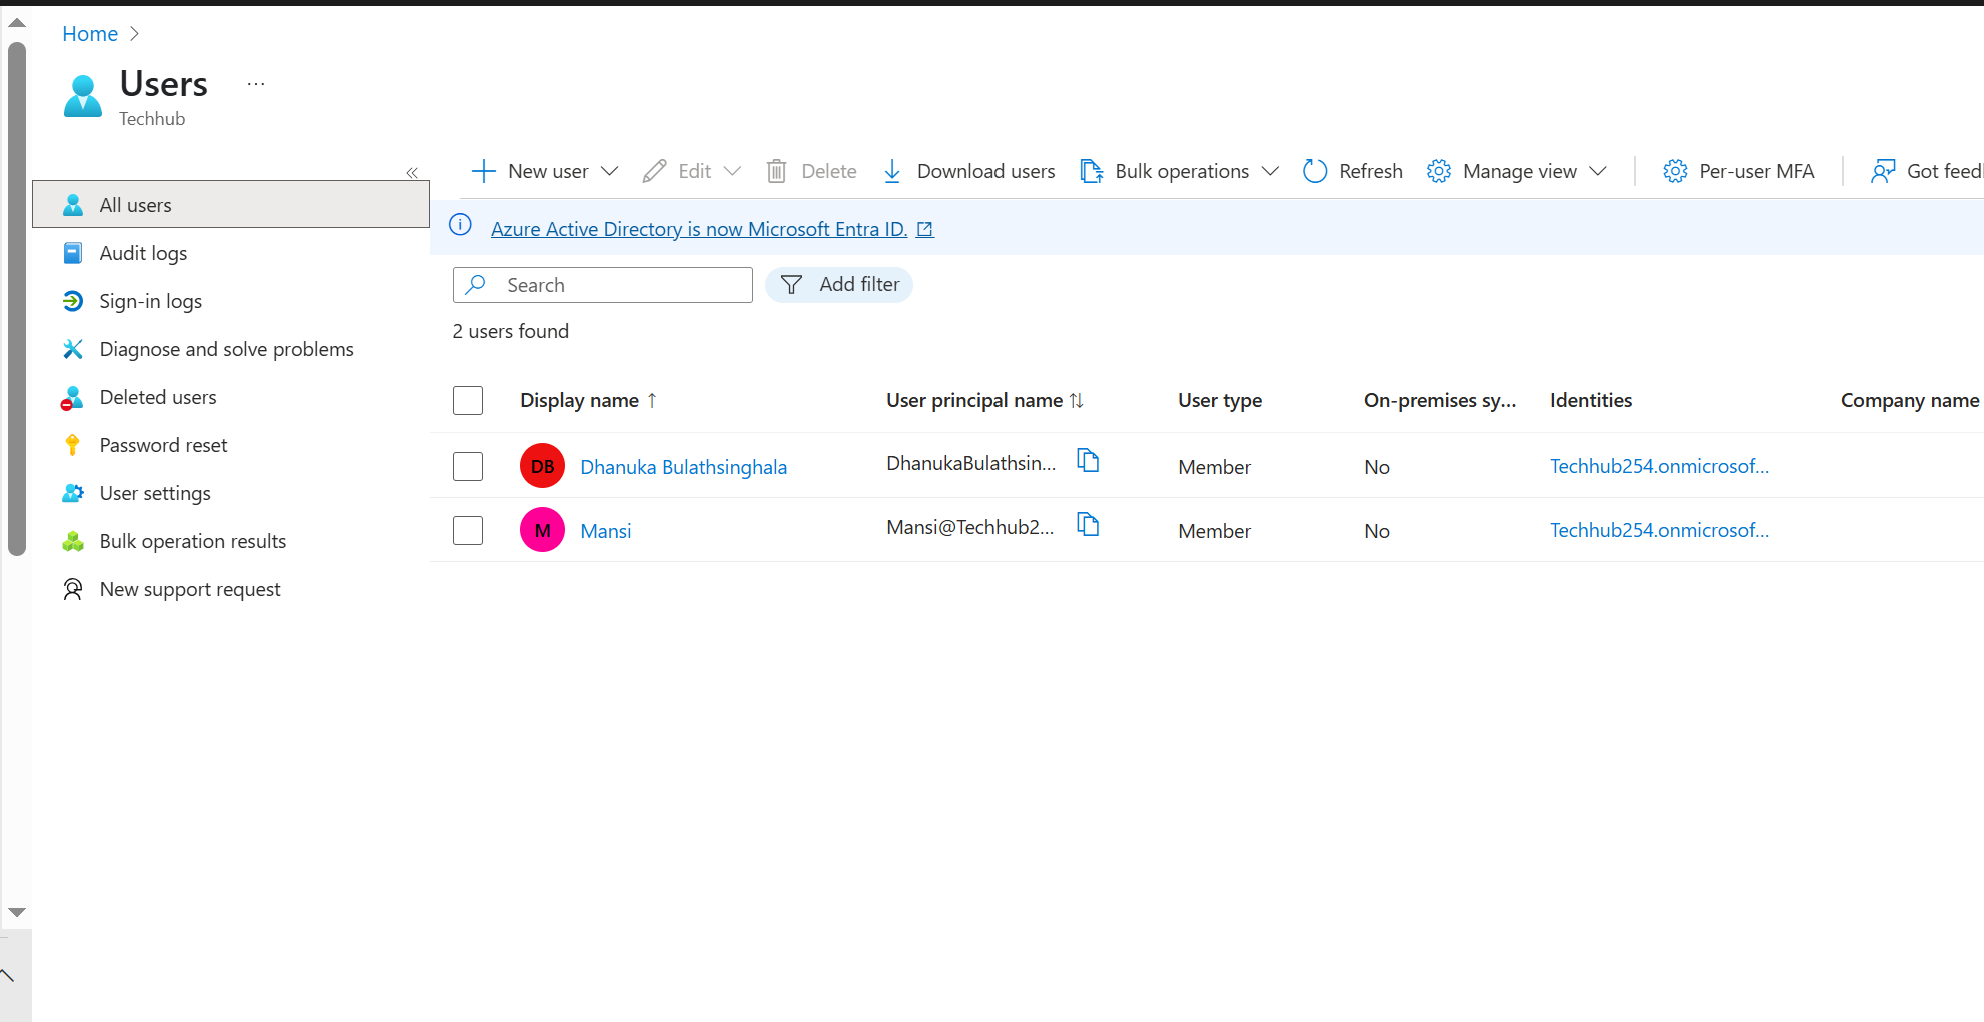 Home
Users ...
Techhub
New user Edit Delete Download users Bulk operations Refresh Manage view Per-user MFA Got feed
All users
Audit logs
Sign-in logs
Diagnose and solve problems
Deleted users
Password reset
User settings
Bulk operation results
New support request
Azure Active Directory is now Microsoft Entra ID.
Search Add filter
2 users found
Display name User principal name User type On-premises sy... Identities Company name
DB Dhanuka Bulathsinghala DhanukaBulathsin... Member No Techhub254.onmicrosof...
M Mansi Mansi@Techhub2... Member No Techhub254.onmicrosof...